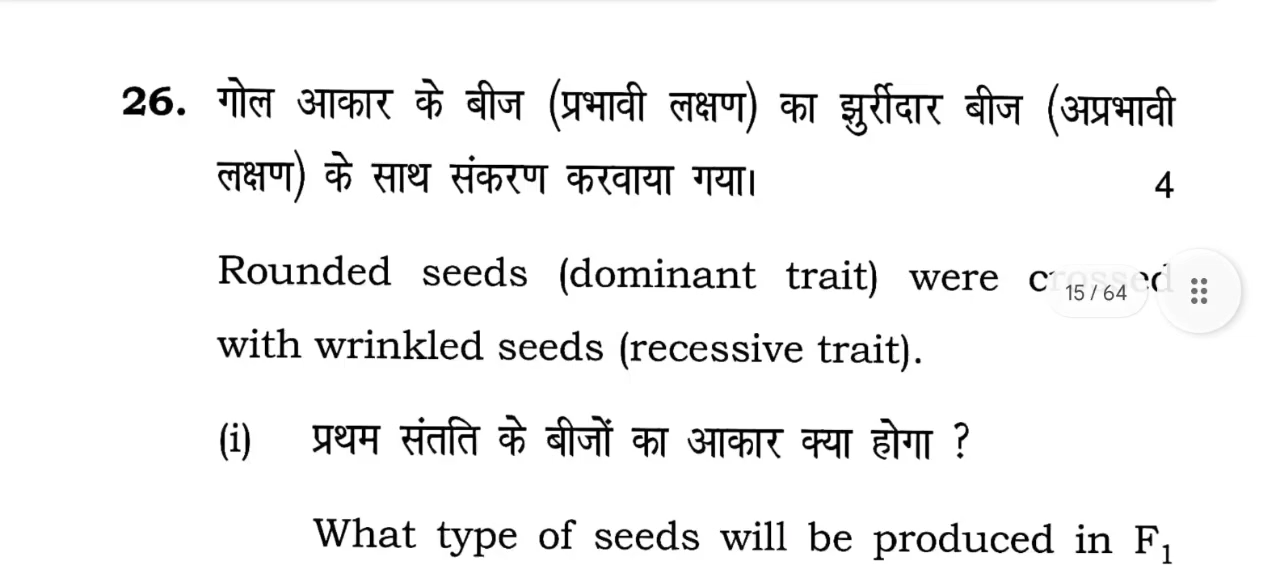 26. गोल आकार के बीज (प्रभावी लक्षण) का झुर्रीदार बीज (अप्रभावी
लक्षण) के साथ संकरण करवाया गया। 4
Rounded seeds (dominant trait) were crossed
15 / 64
with wrinkled seeds (recessive trait).
(i) प्रथम संतति के बीजों का आकार क्या होगा ?
What type of seeds will be produced in F₁